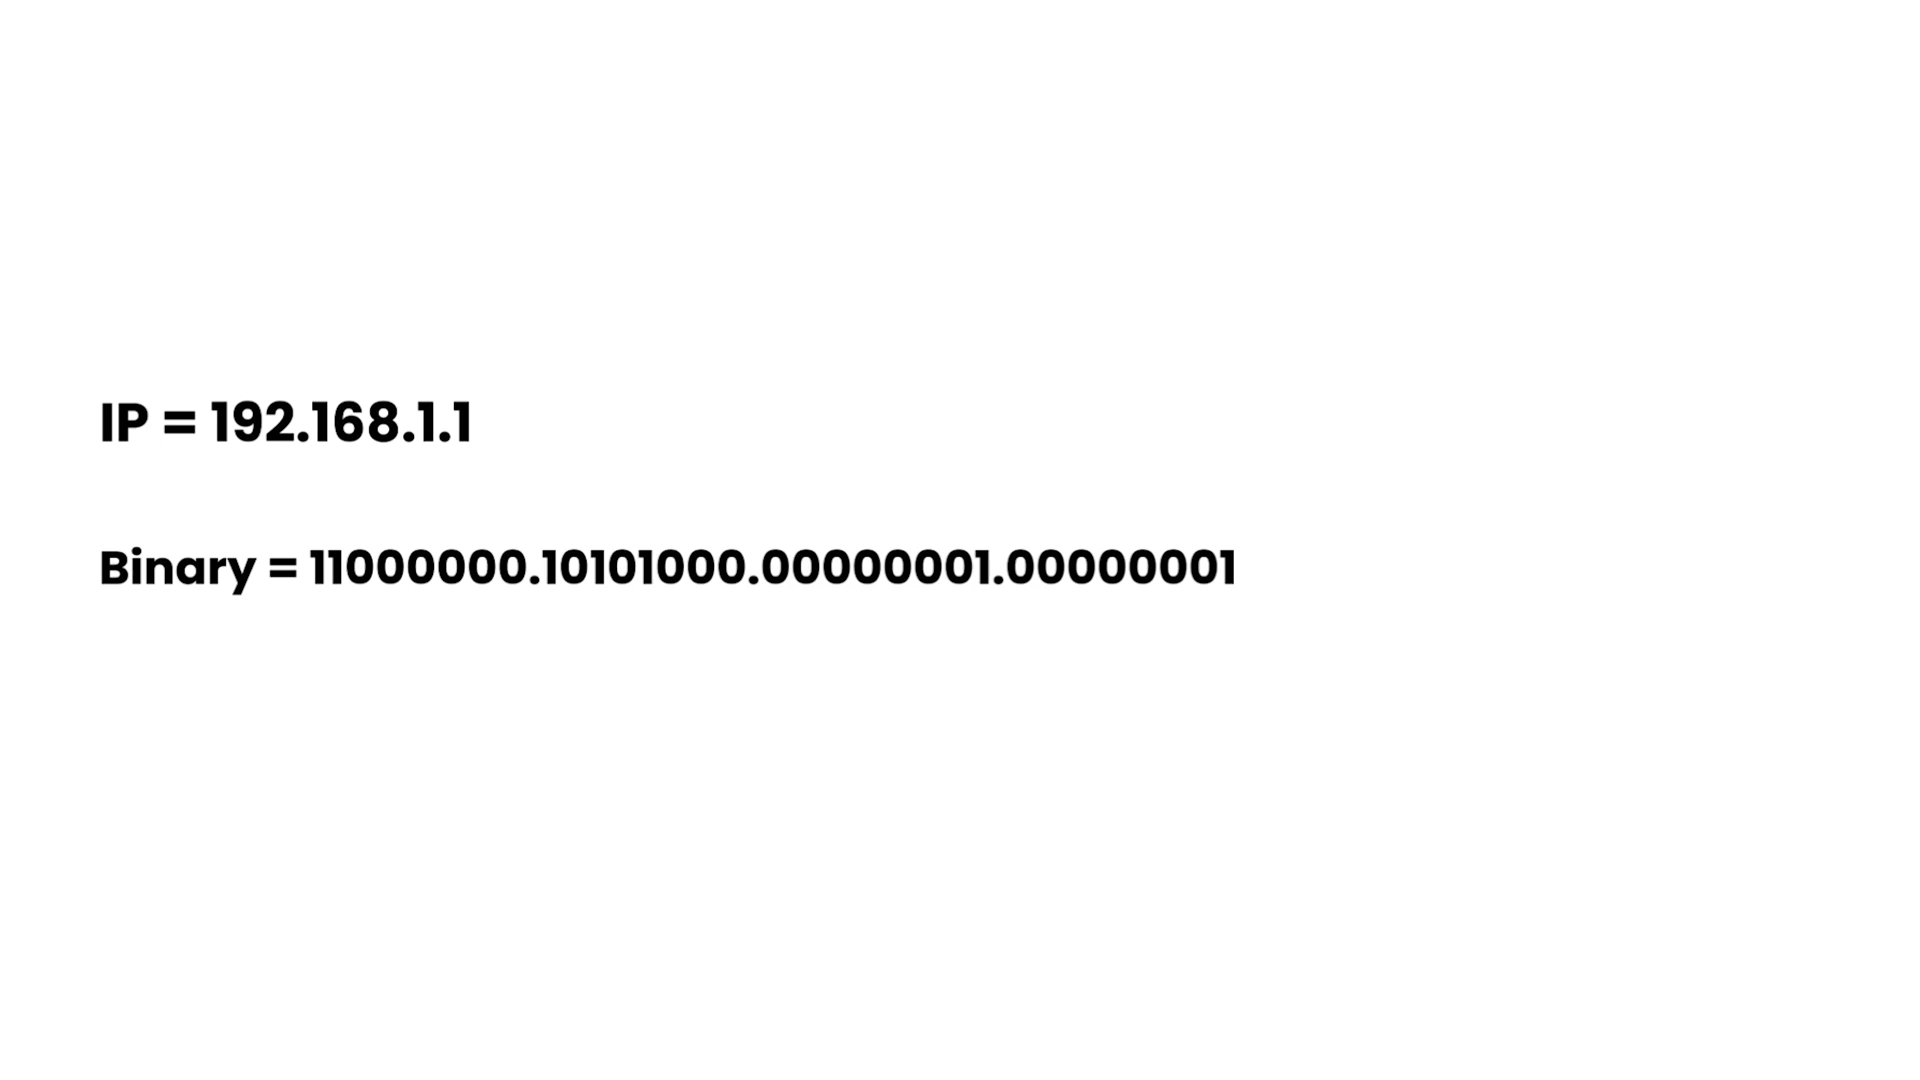 IP = 192.168.1.1
Binary = 11000000.10101000.00000001.00000001